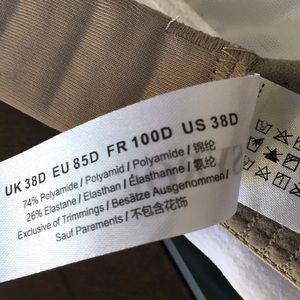 UK 38D EU 85D FR 100D US 38D
74% Polyamide / Polyamid / Polyamide / 锦纶
26% Elastane / Elasthan / Élasthanne / 氨纶
Exclusive of Trimmings / Besätze Ausgenommen /
Sauf Parements / 不包含花饰